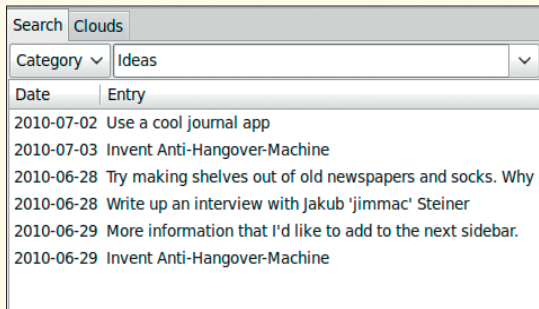 Search Clouds
Category Ideas
Date Entry
2010-07-02 Use a cool journal app
2010-07-03 Invent Anti-Hangover-Machine
2010-06-28 Try making shelves out of old newspapers and socks. Why
2010-06-28 Write up an interview with Jakub 'jimmac' Steiner
2010-06-29 More information that I'd like to add to the next sidebar.
2010-06-29 Invent Anti-Hangover-Machine